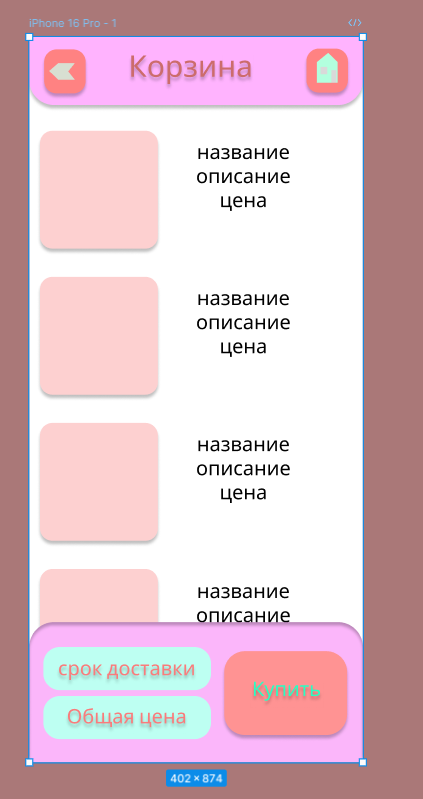 iPhone 16 Pro - 1
</>
Корзина
название
описание
цена
название
описание
цена
название
описание
цена
название
описание
срок доставки
Общая цена
Купить
402 × 874